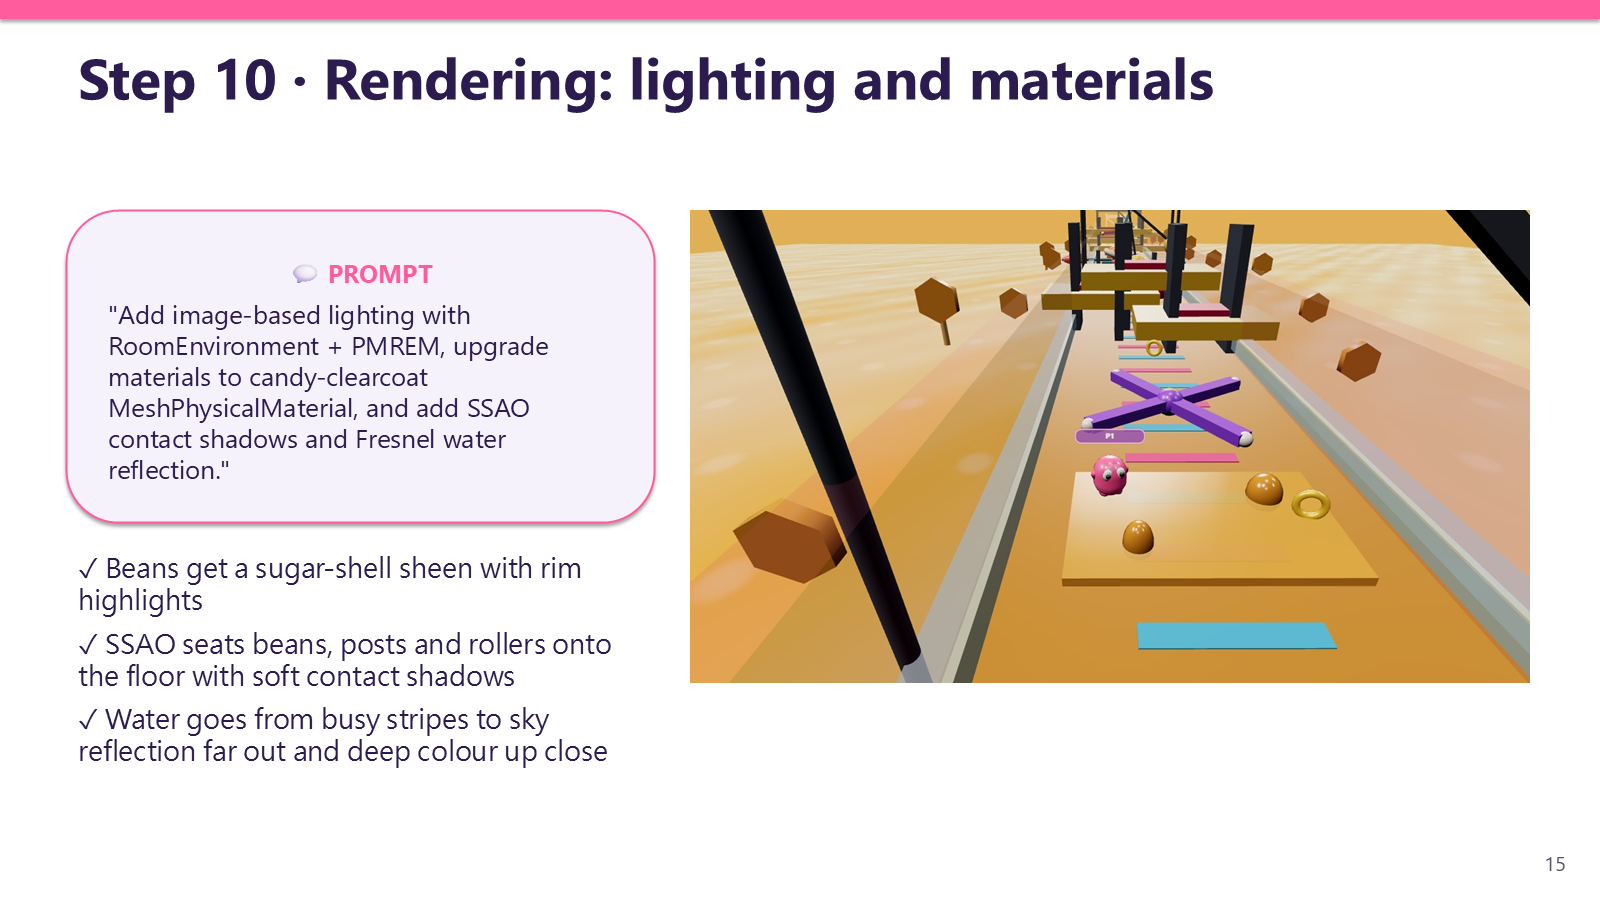 Step 10 · Rendering: lighting and materials
💬 PROMPT
"Add image-based lighting with
RoomEnvironment + PMREM, upgrade
materials to candy-clearcoat
MeshPhysicalMaterial, and add SSAO
contact shadows and Fresnel water
reflection."
✓ Beans get a sugar-shell sheen with rim
highlights
✓ SSAO seats beans, posts and rollers onto
the floor with soft contact shadows
✓ Water goes from busy stripes to sky
reflection far out and deep colour up close
P1
15